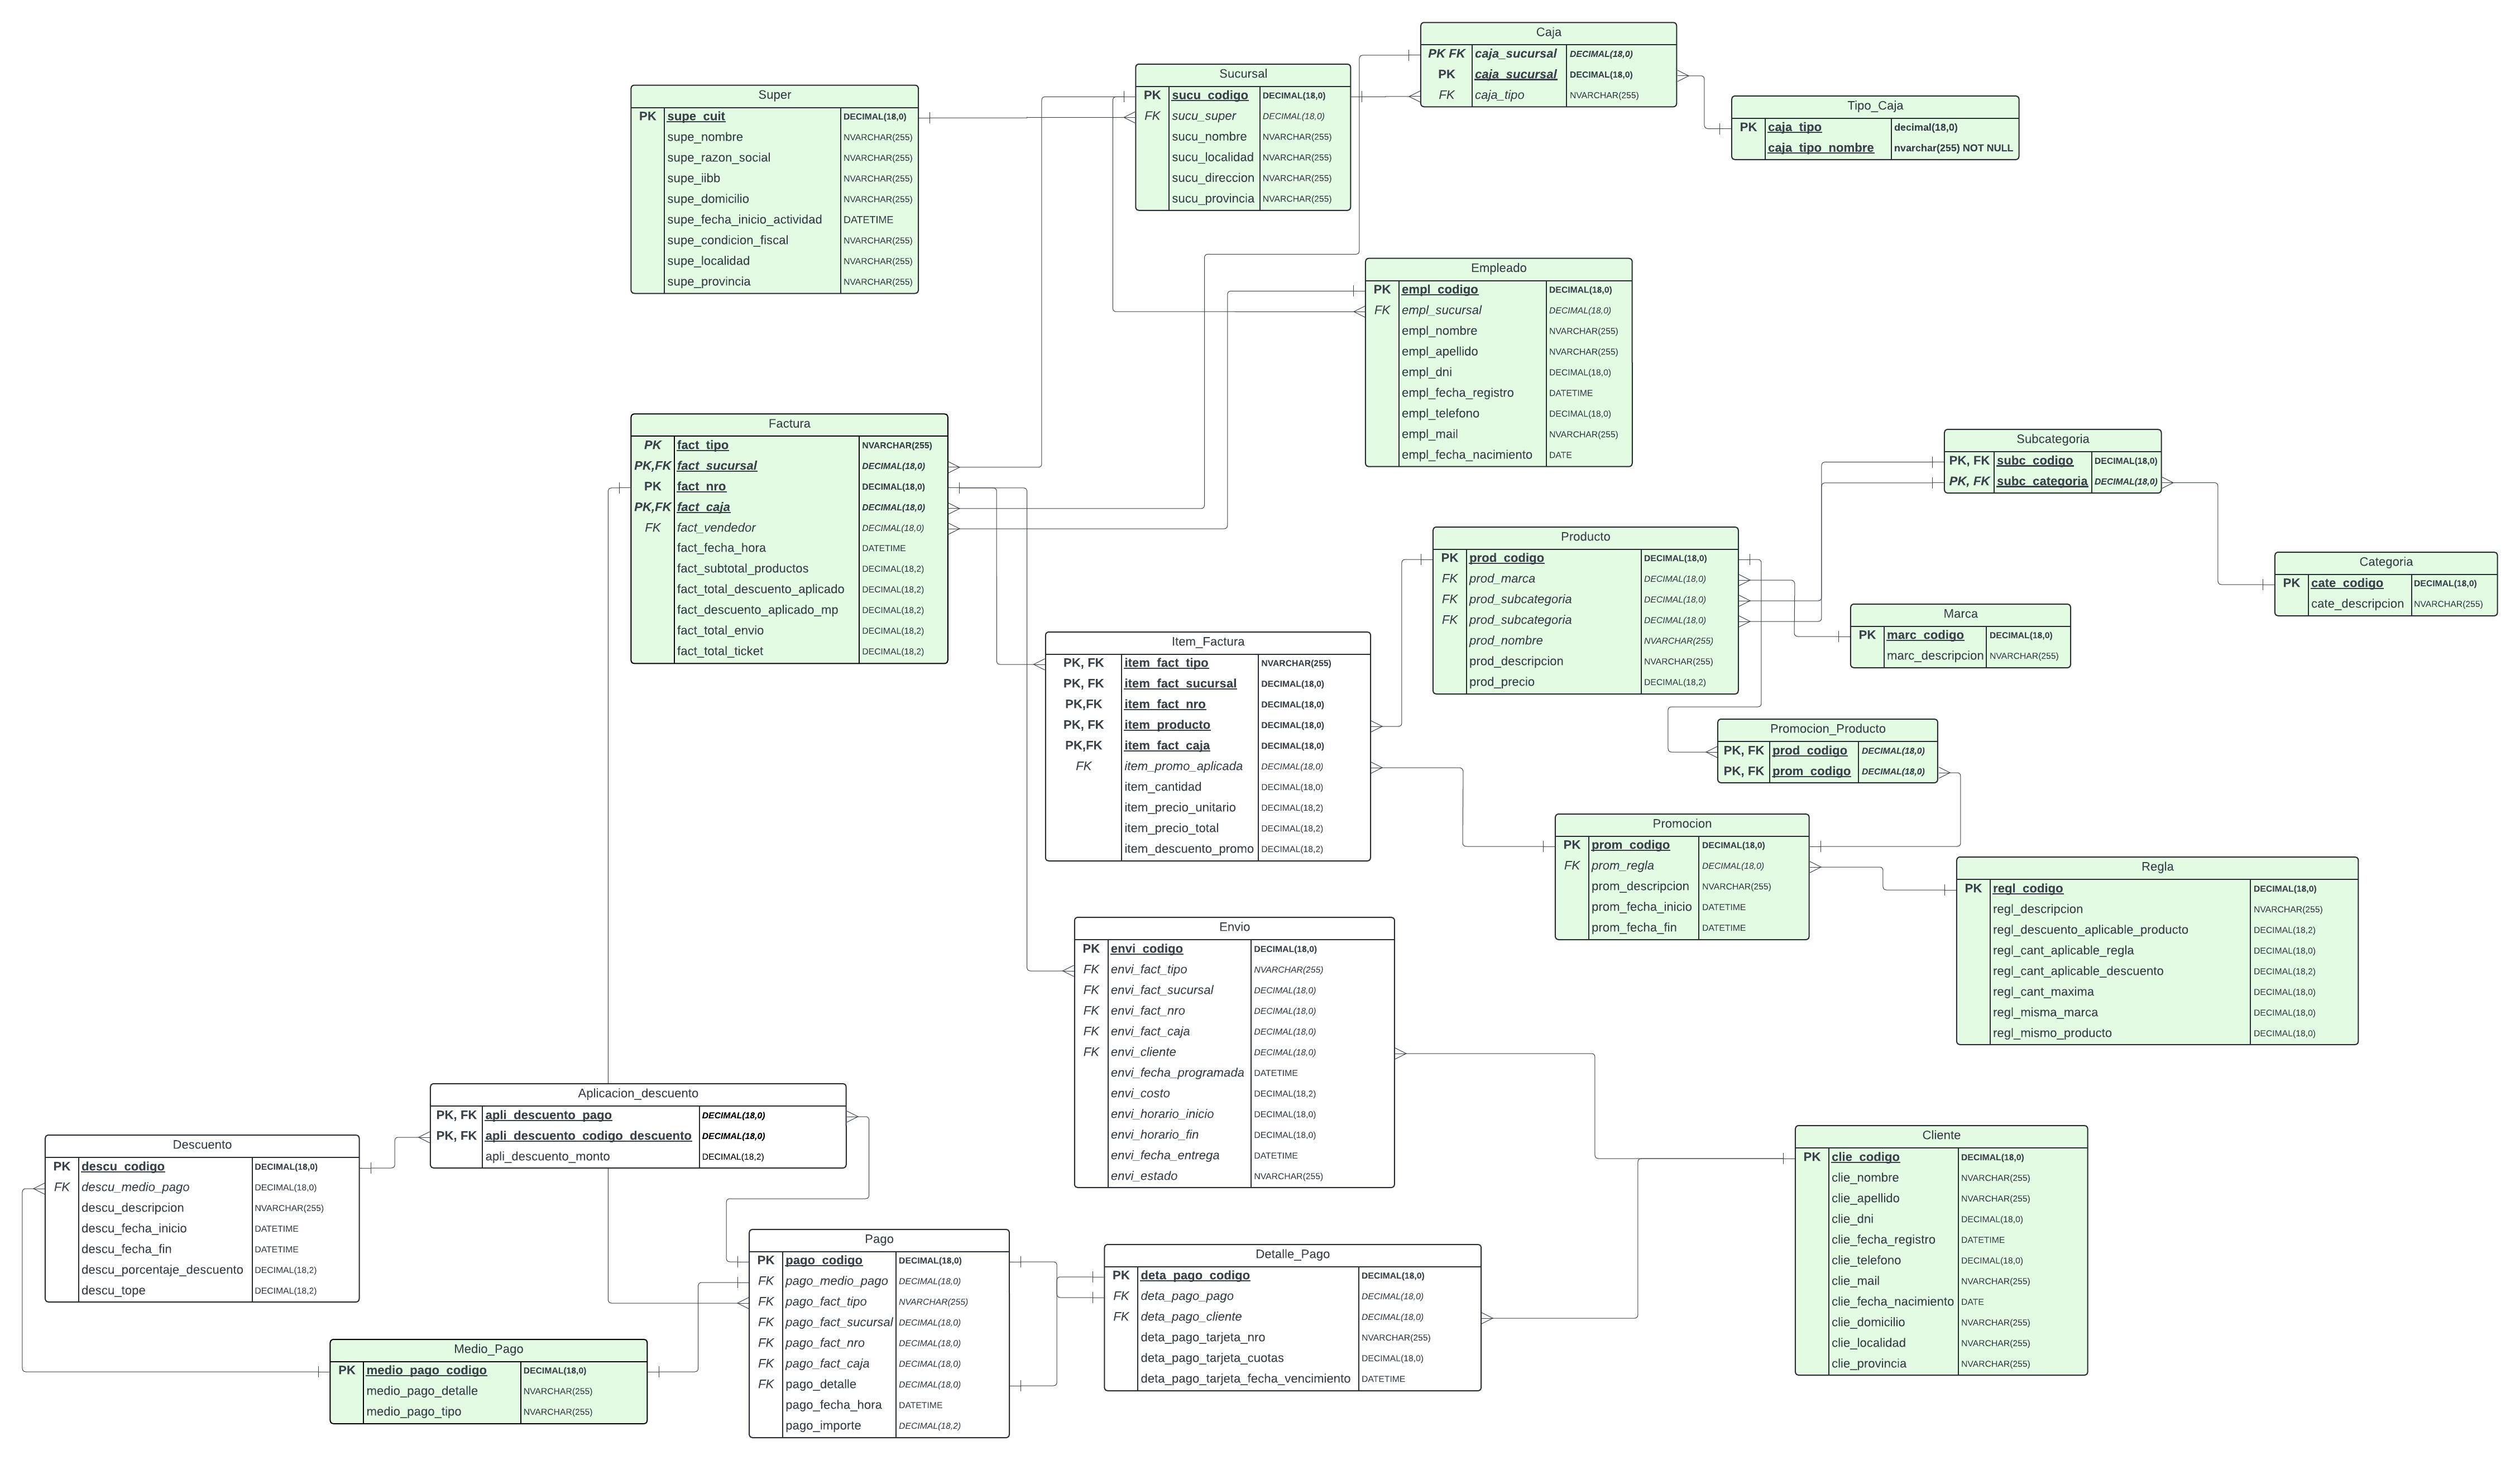 Caja
PK FK caja_sucursal DECIMAL(18,0)
PK caja_sucursal DECIMAL(18,0)
FK caja_tipo NVARCHAR(255)
Sucursal
PK sucu_codigo DECIMAL(18,0)
FK sucu_super DECIMAL(18,0)
sucu_nombre NVARCHAR(255)
sucu_localidad NVARCHAR(255)
sucu_direccion NVARCHAR(255)
sucu_provincia NVARCHAR(255)
Super
PK supe_cuit DECIMAL(18,0)
supe_nombre NVARCHAR(255)
supe_razon_social NVARCHAR(255)
supe_iibb NVARCHAR(255)
supe_domicilio NVARCHAR(255)
supe_fecha_inicio_actividad DATETIME
supe_condicion_fiscal NVARCHAR(255)
supe_localidad NVARCHAR(255)
supe_provincia NVARCHAR(255)
Tipo_Caja
PK caja_tipo decimal(18,0)
caja_tipo_nombre nvarchar(255) NOT NULL
Empleado
PK empl_codigo DECIMAL(18,0)
FK empl_sucursal DECIMAL(18,0)
empl_nombre NVARCHAR(255)
empl_apellido NVARCHAR(255)
empl_dni DECIMAL(18,0)
empl_fecha_registro DATETIME
empl_telefono DECIMAL(18,0)
empl_mail NVARCHAR(255)
empl_fecha_nacimiento DATE
Factura
PK fact_tipo NVARCHAR(255)
PK,FK fact_sucursal DECIMAL(18,0)
PK fact_nro DECIMAL(18,0)
PK,FK fact_caja DECIMAL(18,0)
FK fact_vendedor DECIMAL(18,0)
fact_fecha_hora DATETIME
fact_subtotal_productos DECIMAL(18,2)
fact_total_descuento_aplicado DECIMAL(18,2)
fact_descuento_aplicado_mp DECIMAL(18,2)
fact_total_envio DECIMAL(18,2)
fact_total_ticket DECIMAL(18,2)
Subcategoria
PK, FK subc_codigo DECIMAL(18,0)
PK, FK subc_categoria DECIMAL(18,0)
Producto
PK prod_codigo DECIMAL(18,0)
FK prod_marca DECIMAL(18,0)
FK prod_subcategoria DECIMAL(18,0)
FK prod_subcategoria DECIMAL(18,0)
prod_nombre NVARCHAR(255)
prod_descripcion NVARCHAR(255)
prod_precio DECIMAL(18,2)
Categoria
PK cate_codigo DECIMAL(18,0)
cate_descripcion NVARCHAR(255)
Marca
PK marc_codigo DECIMAL(18,0)
marc_descripcion NVARCHAR(255)
Item_Factura
PK, FK item_fact_tipo NVARCHAR(255)
PK, FK item_fact_sucursal DECIMAL(18,0)
PK,FK item_fact_nro DECIMAL(18,0)
PK, FK item_producto DECIMAL(18,0)
PK,FK item_fact_caja DECIMAL(18,0)
FK item_promo_aplicada DECIMAL(18,0)
item_cantidad DECIMAL(18,0)
item_precio_unitario DECIMAL(18,2)
item_precio_total DECIMAL(18,2)
item_descuento_promo DECIMAL(18,2)
Promocion_Producto
PK, FK prod_codigo DECIMAL(18,0)
PK, FK prom_codigo DECIMAL(18,0)
Promocion
PK prom_codigo DECIMAL(18,0)
FK prom_regla DECIMAL(18,0)
prom_descripcion NVARCHAR(255)
prom_fecha_inicio DATETIME
prom_fecha_fin DATETIME
Regla
PK regl_codigo DECIMAL(18,0)
regl_descripcion NVARCHAR(255)
regl_descuento_aplicable_producto DECIMAL(18,2)
regl_cant_aplicable_regla DECIMAL(18,0)
regl_cant_aplicable_descuento DECIMAL(18,2)
regl_cant_maxima DECIMAL(18,0)
regl_misma_marca DECIMAL(18,0)
regl_mismo_producto DECIMAL(18,0)
Envio
PK envi_codigo DECIMAL(18,0)
FK envi_fact_tipo NVARCHAR(255)
FK envi_fact_sucursal DECIMAL(18,0)
FK envi_fact_nro DECIMAL(18,0)
FK envi_fact_caja DECIMAL(18,0)
FK envi_cliente DECIMAL(18,0)
envi_fecha_programada DATETIME
envi_costo DECIMAL(18,2)
envi_horario_inicio DECIMAL(18,0)
envi_horario_fin DECIMAL(18,0)
envi_fecha_entrega DATETIME
envi_estado NVARCHAR(255)
Aplicacion_descuento
PK, FK apli_descuento_pago DECIMAL(18,0)
PK, FK apli_descuento_codigo_descuento DECIMAL(18,0)
apli_descuento_monto DECIMAL(18,2)
Descuento
PK descu_codigo DECIMAL(18,0)
FK descu_medio_pago DECIMAL(18,0)
descu_descripcion NVARCHAR(255)
descu_fecha_inicio DATETIME
descu_fecha_fin DATETIME
descu_porcentaje_descuento DECIMAL(18,2)
descu_tope DECIMAL(18,2)
Cliente
PK clie_codigo DECIMAL(18,0)
clie_nombre NVARCHAR(255)
clie_apellido NVARCHAR(255)
clie_dni DECIMAL(18,0)
clie_fecha_registro DATETIME
clie_telefono DECIMAL(18,0)
clie_mail NVARCHAR(255)
clie_fecha_nacimiento DATE
clie_domicilio NVARCHAR(255)
clie_localidad NVARCHAR(255)
clie_provincia NVARCHAR(255)
Pago
PK pago_codigo DECIMAL(18,0)
FK pago_medio_pago DECIMAL(18,0)
FK pago_fact_tipo NVARCHAR(255)
FK pago_fact_sucursal DECIMAL(18,0)
FK pago_fact_nro DECIMAL(18,0)
FK pago_fact_caja DECIMAL(18,0)
FK pago_detalle DECIMAL(18,0)
pago_fecha_hora DATETIME
pago_importe DECIMAL(18,2)
Detalle_Pago
PK deta_pago_codigo DECIMAL(18,0)
FK deta_pago_pago DECIMAL(18,0)
FK deta_pago_cliente DECIMAL(18,0)
deta_pago_tarjeta_nro NVARCHAR(255)
deta_pago_tarjeta_cuotas DECIMAL(18,0)
deta_pago_tarjeta_fecha_vencimiento DATETIME
Medio_Pago
PK medio_pago_codigo DECIMAL(18,0)
medio_pago_detalle NVARCHAR(255)
medio_pago_tipo NVARCHAR(255)